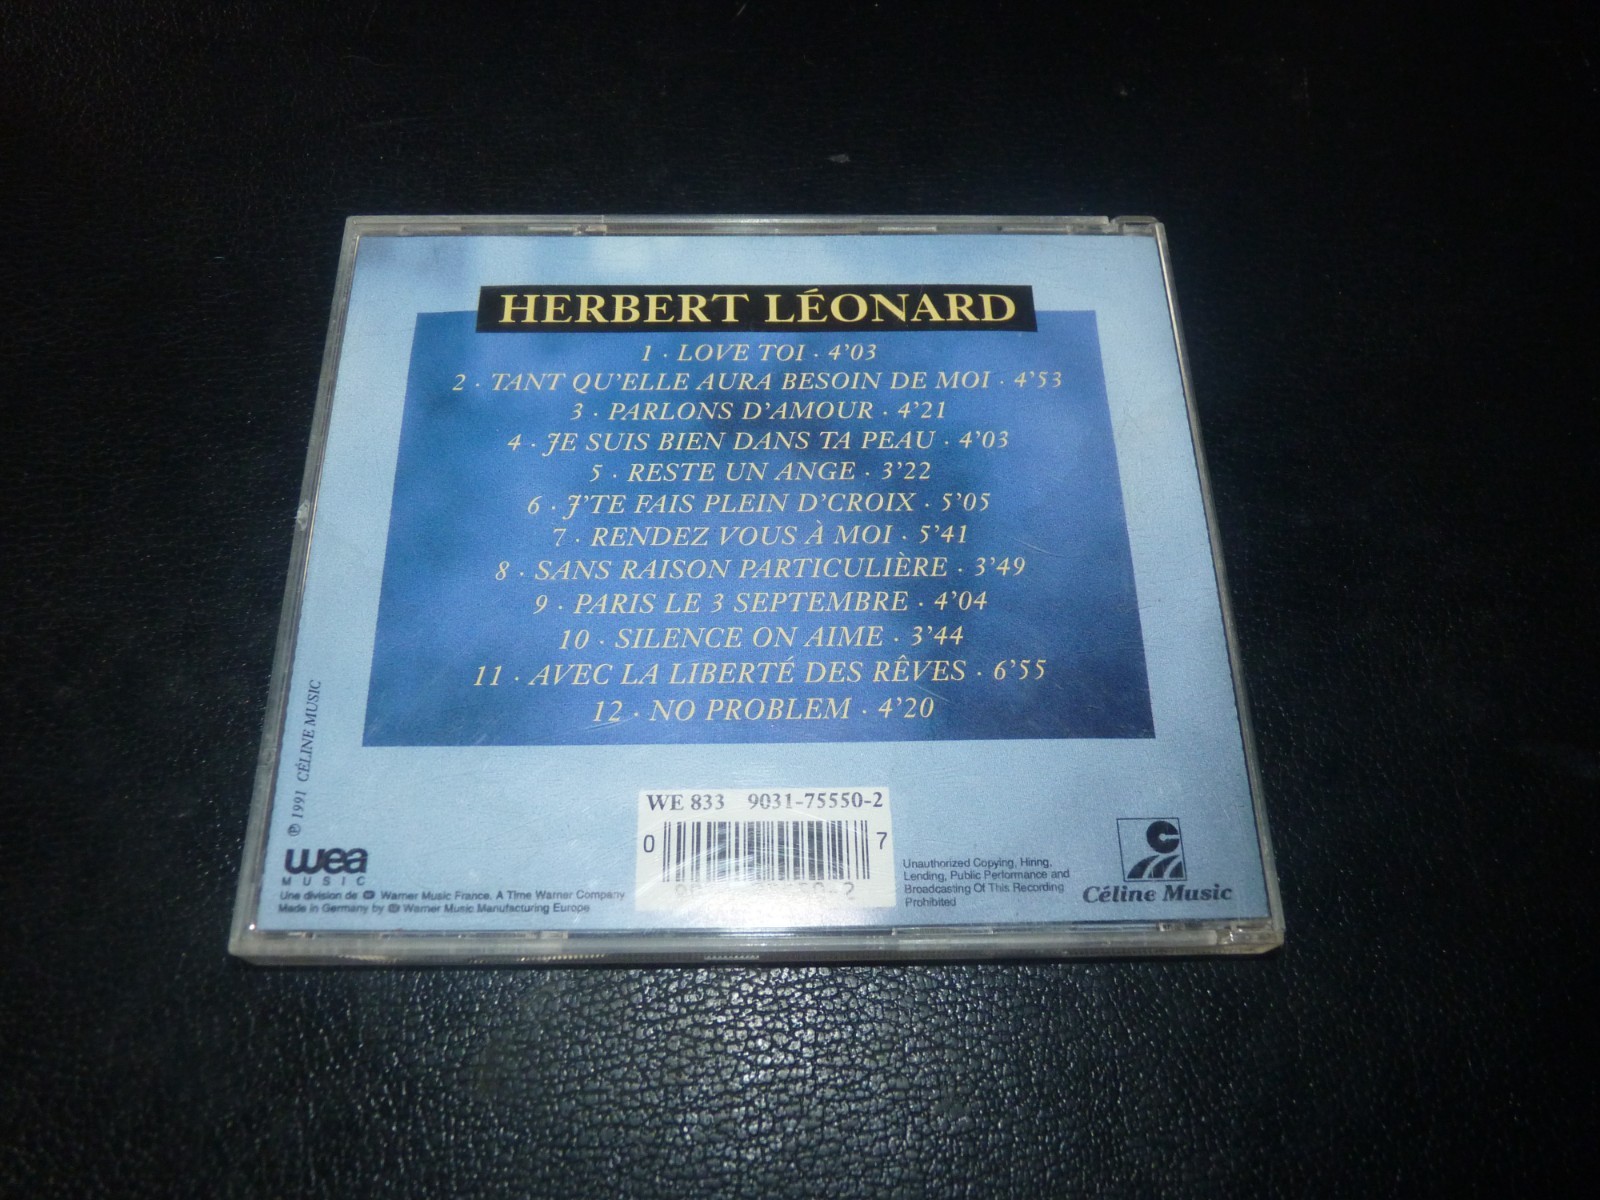 HERBERT LÉONARD
1 · LOVE TOI · 4'03
2 · TANT QU'ELLE AURA BESOIN DE MOI · 4'53
3 · PARLONS D'AMOUR · 4'21
4 · JE SUIS BIEN DANS TA PEAU · 4'03
5 · RESTE UN ANGE · 3'22
6 · J'TE FAIS PLEIN D'CROIX · 5'05
7 · RENDEZ VOUS À MOI · 5'41
8 · SANS RAISON PARTICULIÈRE · 3'49
9 · PARIS LE 3 SEPTEMBRE · 4'04
10 · SILENCE ON AIME · 3'44
11 · AVEC LA LIBERTÉ DES RÊVES · 6'55
12 · NO PROBLEM · 4'20
℗ 1991 CÉLINE MUSIC
wea
MUSIC
Une division de Warner Music France, A Time Warner Company
Made in Germany by Warner Music Manufacturing Europe
WE 833 9031-75550-2
0 7
Unauthorized Copying, Hiring,
Lending, Public Performance and
Broadcasting Of This Recording
Prohibited
Céline Music